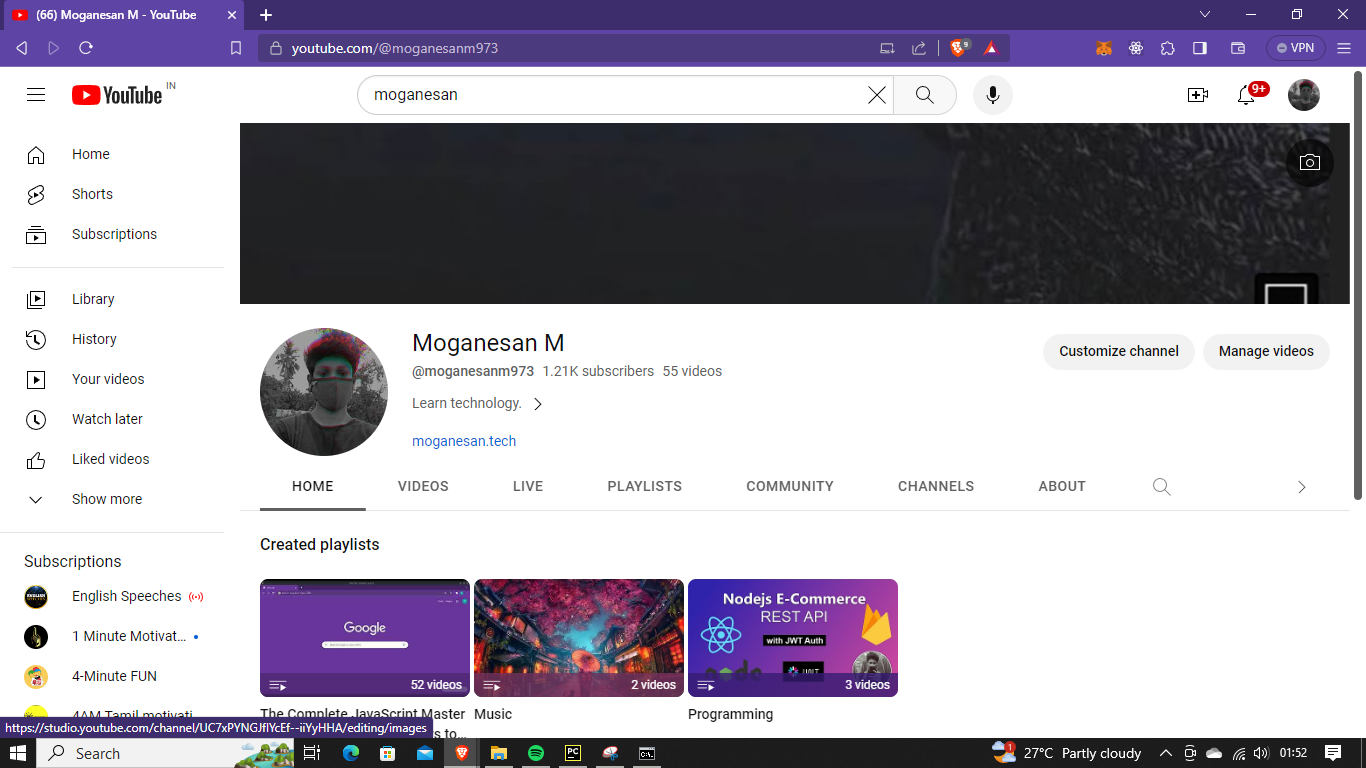 (66) Moganesan M - YouTube
youtube.com/@moganesanm973
9
VPN
YouTube IN
moganesan
9+
Home
Shorts
Subscriptions
Library
History
Your videos
Watch later
Liked videos
Show more
Subscriptions
English Speeches
1 Minute Motivat...
4-Minute FUN
4AM Tamil motivati
Moganesan M
@moganesanm973 1.21K subscribers 55 videos
Learn technology.
moganesan.tech
Customize channel
Manage videos
HOME VIDEOS LIVE PLAYLISTS COMMUNITY CHANNELS ABOUT
Created playlists
Google
52 videos
The Complete JavaScript Master
s to...
2 videos
Music
Nodejs E-Commerce
REST API
with JWT Auth
3 videos
Programming
https://studio.youtube.com/channel/UC7xPYNGJflYcEf--iiYyHHA/editing/images
Search
PC
1
27°C Partly cloudy
01:52